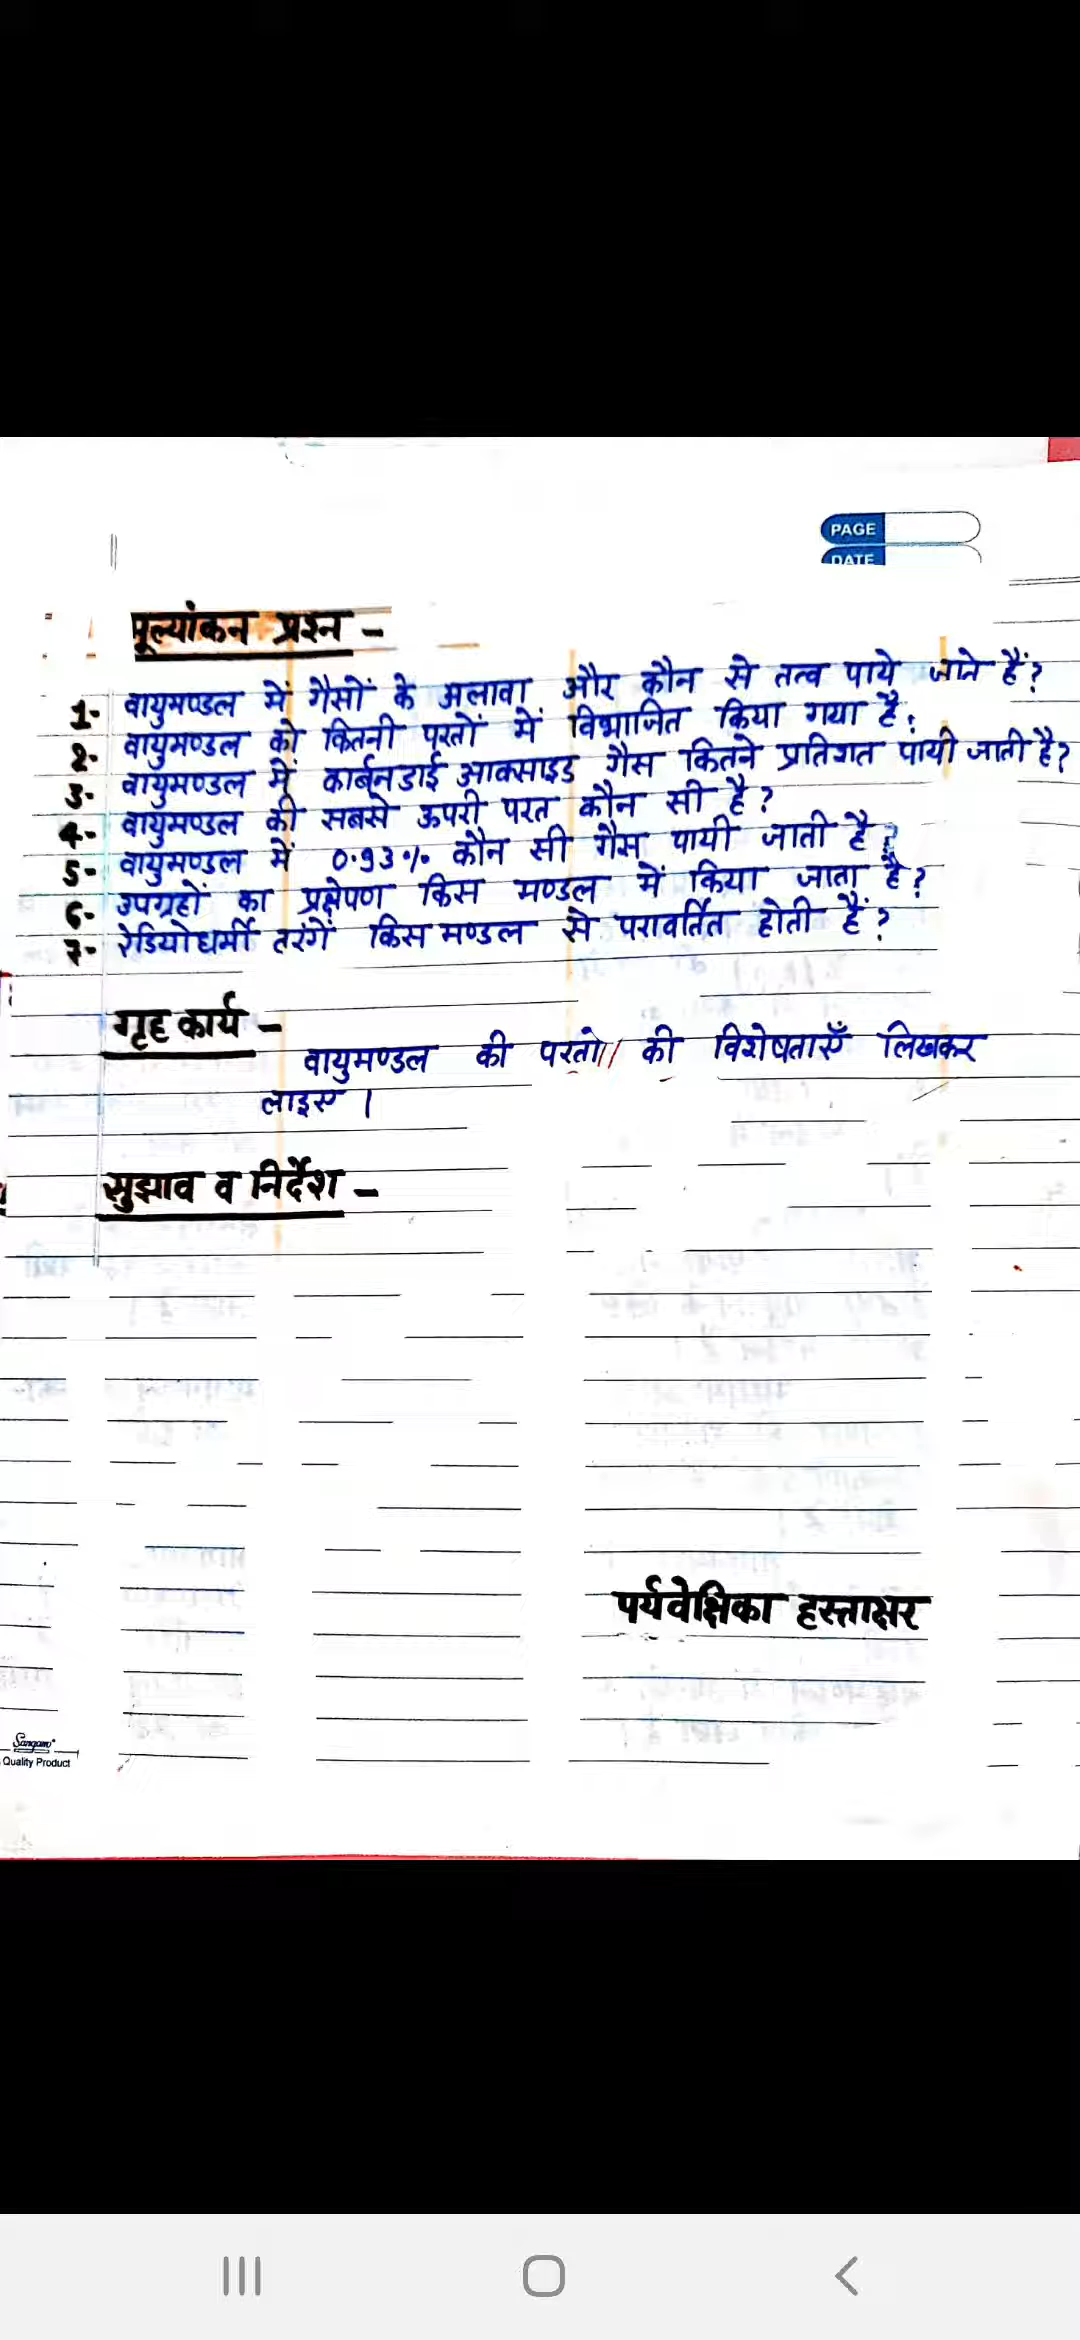 PAGE
DATE
मूल्यांकन प्रश्न -
1- वायुमण्डल में गैसों के अलावा और कौन से तत्व पाये जाते हैं?
2- वायुमण्डल को कितनी परतों में विभाजित किया गया है?
3- वायुमण्डल में कार्बनडाई आक्साइड गैस कितने प्रतिशत पायी जाती है?
4- वायुमण्डल की सबसे ऊपरी परत कौन सी है?
5- वायुमण्डल में 0.93% कौन सी गैस पायी जाती है?
6- उपग्रहों का प्रक्षेपण किस मण्डल में किया जाता है?
7- रेडियोधर्मी तरंगें किस मण्डल से परावर्तित होती हैं?
गृह कार्य -
वायुमण्डल की परतो की विशेषताएँ लिखकर
लाइए ।
सुझाव व निर्देश -
पर्यवेक्षिका हस्ताक्षर
Sangam
Quality Product